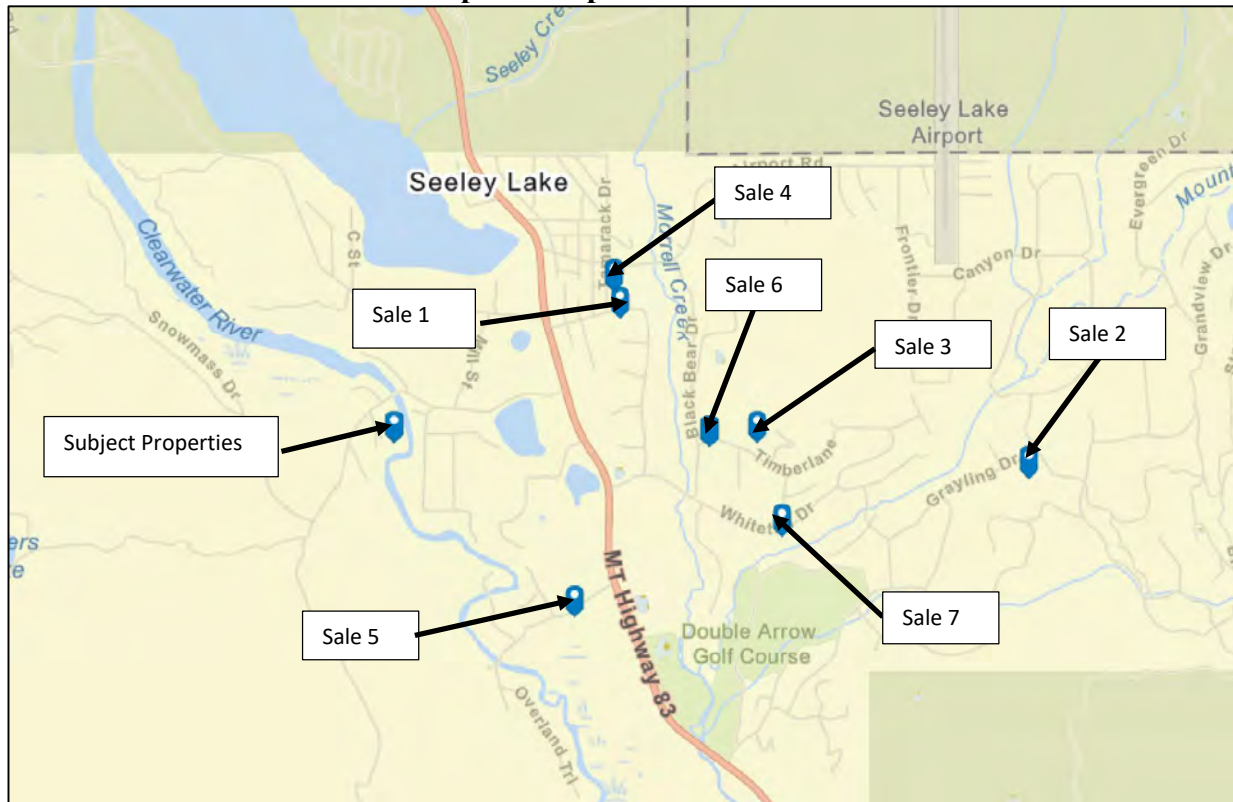 Seeley Creek
Seeley Lake
Airport
Airport Rd
Evergreen Dr
Seeley Lake
Tamarack Dr
Sale 4
Morrell Creek
C St
Clearwater River
Frontier Dr
Canyon Dr
Grandview Dr
Sale 1
Sale 6
Sale 3
Sale 2
Snowmass Dr
Mill St
Black Bear Dr
Subject Properties
Timberlane
Grayling Dr
MT Highway 83
Sale 5
Sale 7
Double Arrow
Golf Course
Overland Trl